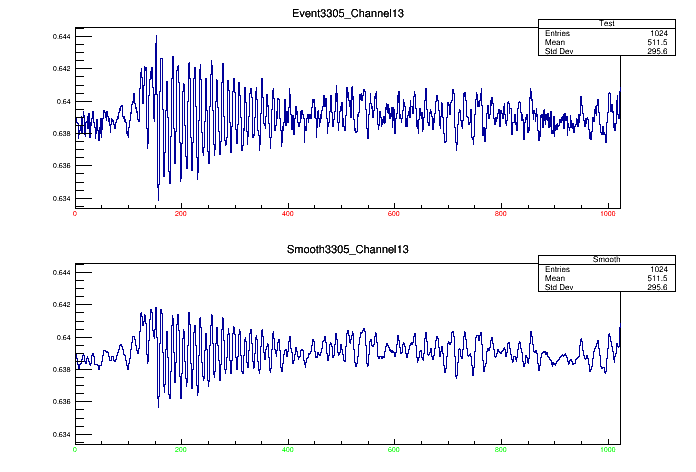 Event3305_Channel13
Test
Entries 1024
Mean 511.5
Std Dev 295.6
0.644
0.642
0.64
0.638
0.636
0.634
0 200 400 600 800 1000
Smooth3305_Channel13
Smooth
Entries 1024
Mean 511.5
Std Dev 295.6
0.644
0.642
0.64
0.638
0.636
0.634
0 200 400 600 800 1000